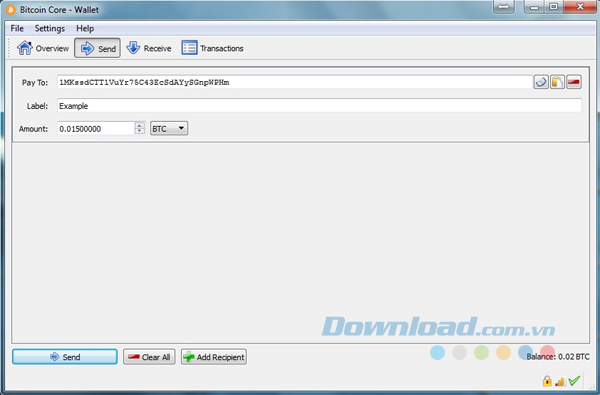 Bitcoin Core - Wallet
File Settings Help
Overview Send Receive Transactions
Pay To: 1MKssdCTT1VuYr75C43EcSdAYySGnpWPHm
Label: Example
Amount: 0.01500000 BTC
Download.com.vn
Send Clear All Add Recipient Balance: 0.02 BTC